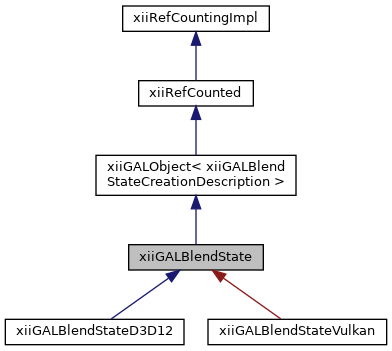 xiiRefCountingImpl
xiiRefCounted
xiiGALObject< xiiGALBlend
StateCreationDescription >
xiiGALBlendState
xiiGALBlendStateD3D12
xiiGALBlendStateVulkan